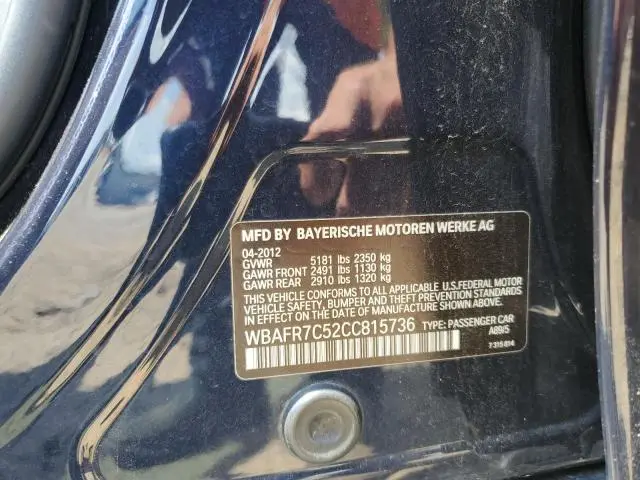 MFD BY BAYERISCHE MOTOREN WERKE AG
04-2012
GVWR 5181 lbs 2350 kg
GAWR FRONT 2491 lbs 1130 kg
GAWR REAR 2910 lbs 1320 kg
THIS VEHICLE CONFORMS TO ALL APPLICABLE U.S.FEDERAL MOTOR
VEHICLE SAFETY, BUMPER AND THEFT PREVENTION STANDARDS
IN EFFECT ON THE DATE OF MANUFACTURE SHOWN ABOVE.
WBAFR7C52CC815736 TYPE: PASSENGER CAR
A89/5
7 315 814